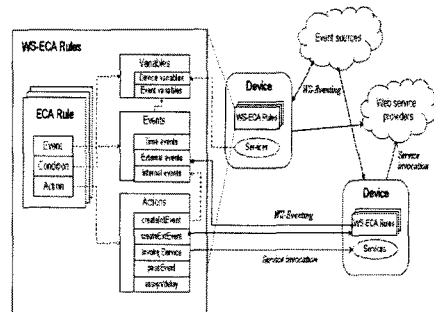 WS-ECA Rules
ECA Rule
Event
Condition
Action
Variables
Device variables
Event variables
Events
Time events
External events
Internal events
Actions
createIntEvent
createExtEvent
invokeService
assign/delay
Device
WS-ECA Rules
Services
Event sources
WS-Eventing
Web service
providers
Service
invocation
Device
WS-ECA Rules
Services
WS-Eventing
Service invocation